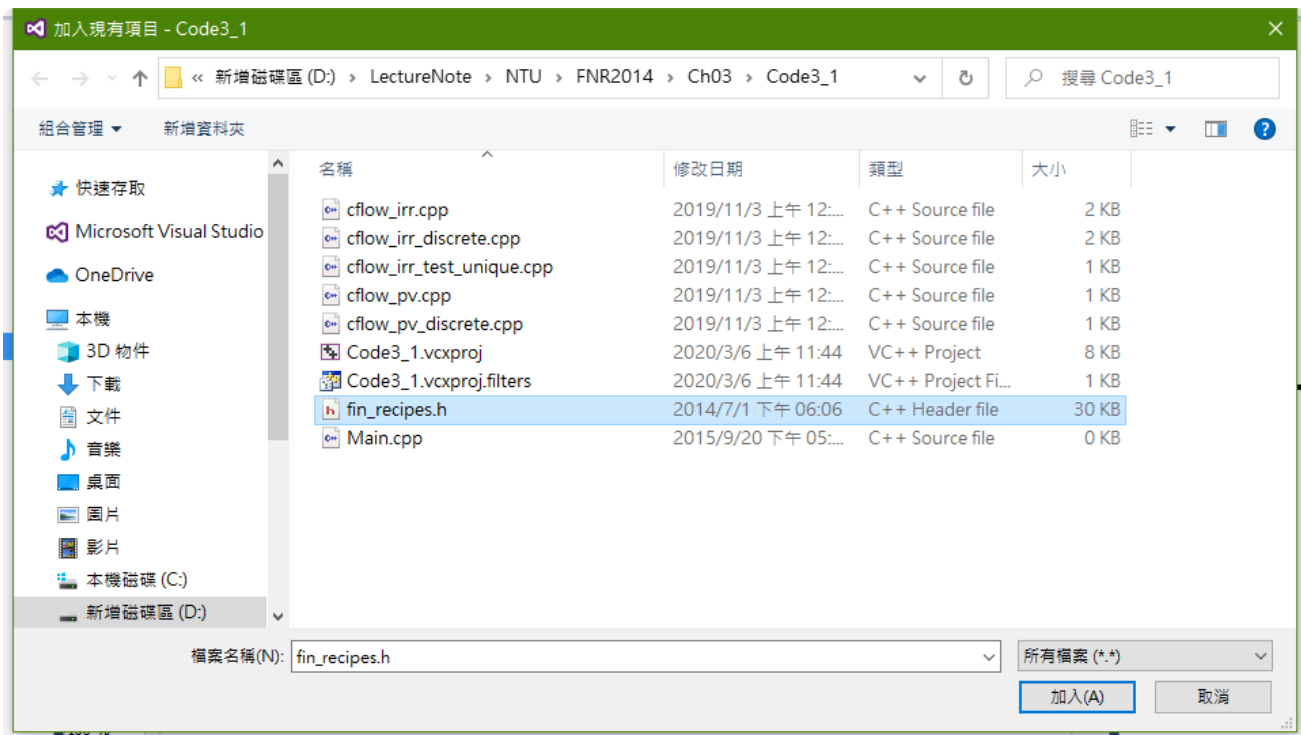 加入現有項目 - Code3_1
« 新增磁碟區 (D:) › LectureNote › NTU › FNR2014 › Ch03 › Code3_1
搜尋 Code3_1
組合管理 新增資料夾
快速存取
Microsoft Visual Studio
OneDrive
本機
3D 物件
下載
文件
音樂
桌面
圖片
影片
本機磁碟 (C:)
新增磁碟區 (D:)
名稱 修改日期 類型 大小
cflow_irr.cpp 2019/11/3 上午 12:... C++ Source file 2 KB
cflow_irr_discrete.cpp 2019/11/3 上午 12:... C++ Source file 2 KB
cflow_irr_test_unique.cpp 2019/11/3 上午 12:... C++ Source file 1 KB
cflow_pv.cpp 2019/11/3 上午 12:... C++ Source file 1 KB
cflow_pv_discrete.cpp 2019/11/3 上午 12:... C++ Source file 1 KB
Code3_1.vcxproj 2020/3/6 上午 11:44 VC++ Project 8 KB
Code3_1.vcxproj.filters 2020/3/6 上午 11:44 VC++ Project Fi... 1 KB
fin_recipes.h 2014/7/1 下午 06:06 C++ Header file 30 KB
Main.cpp 2015/9/20 下午 05:... C++ Source file 0 KB
檔案名稱(N): fin_recipes.h 所有檔案 (*.*)
加入(A) 取消